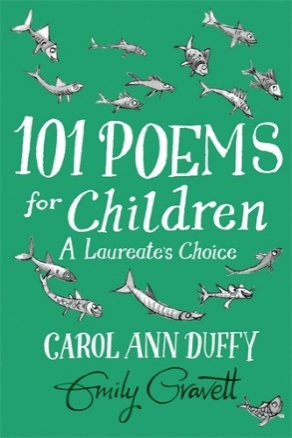 101 POEMS
for Children
A Laureate's Choice
CAROL ANN DUFFY
Emily Gravett